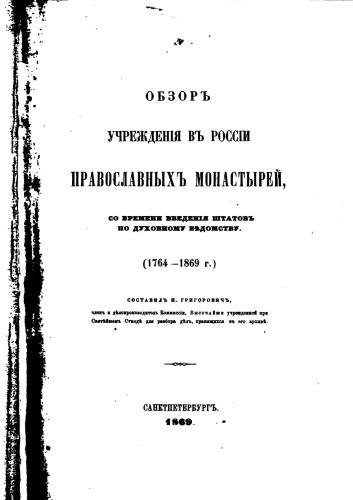 ОБЗОРЪ
УЧРЕЖДЕНІЯ ВЪ РОССІИ
ПРАВОСЛАВНЫХЪ МОНАСТЫРЕЙ,
СО ВРЕМЕНИ ВВЕДЕНІЯ ШТАТОВЪ
ПО ДУХОВНОМУ ВѢДОМСТВУ.
(1764—1869 г.)
СОСТАВИЛЪ Н. ГРИГОРОВИЧЪ,
членъ и дѣлопроизводитель Коммиссіи, Высочайше учрежденной при
Святѣйшемъ Сѵнодѣ для разбора дѣлъ, хранящихся въ его архивѣ.
САНКТПЕТЕРБУРГЪ.
1869.